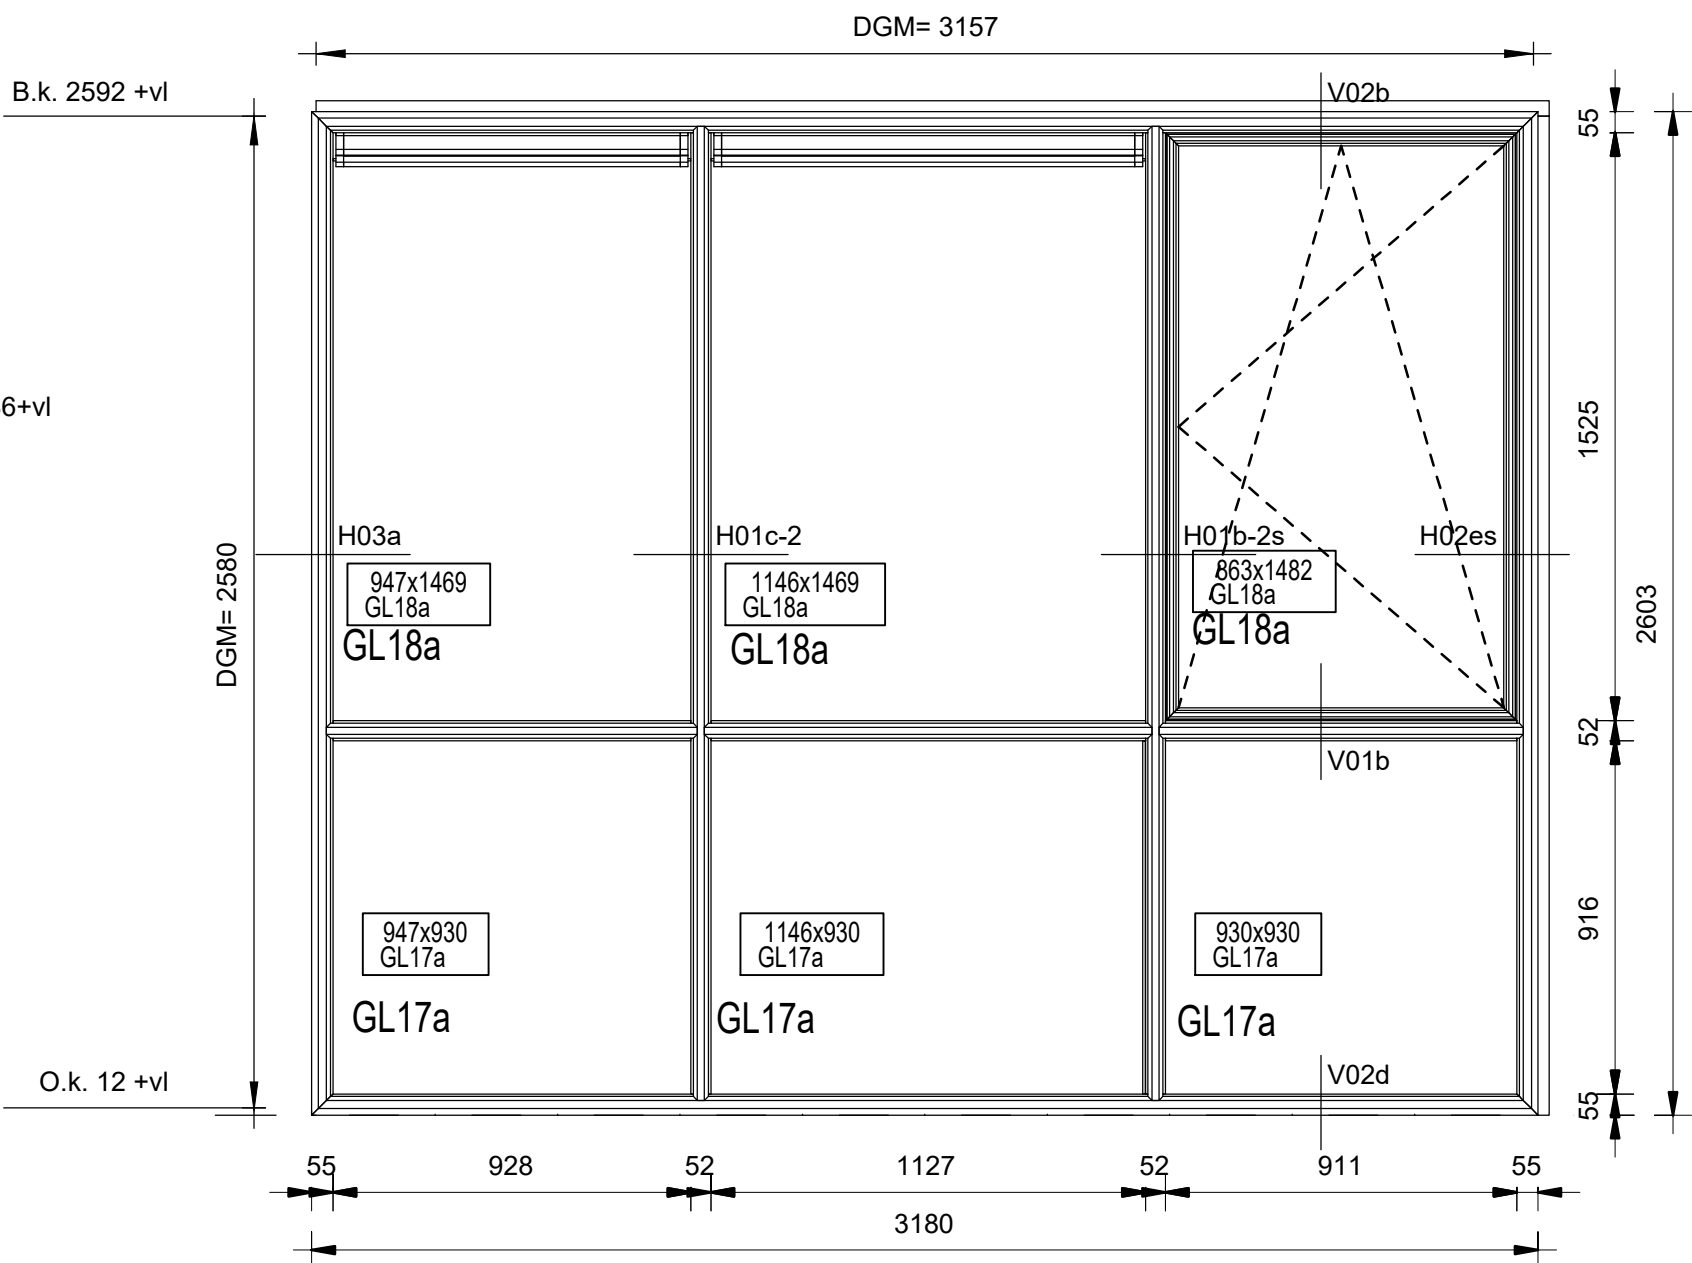 DGM= 3157
B.k. 2592 +vl
V02b
55
6+vl
1525
H03a
H01c-2
H01b-2s
H02es
947x1469
GL18a
1146x1469
GL18a
863x1482
GL18a
GL18a
GL18a
GL18a
DGM= 2580
2603
52
V01b
947x930
GL17a
1146x930
GL17a
930x930
GL17a
916
GL17a
GL17a
GL17a
O.k. 12 +vl
V02d
55
55
928
52
1127
52
911
55
3180